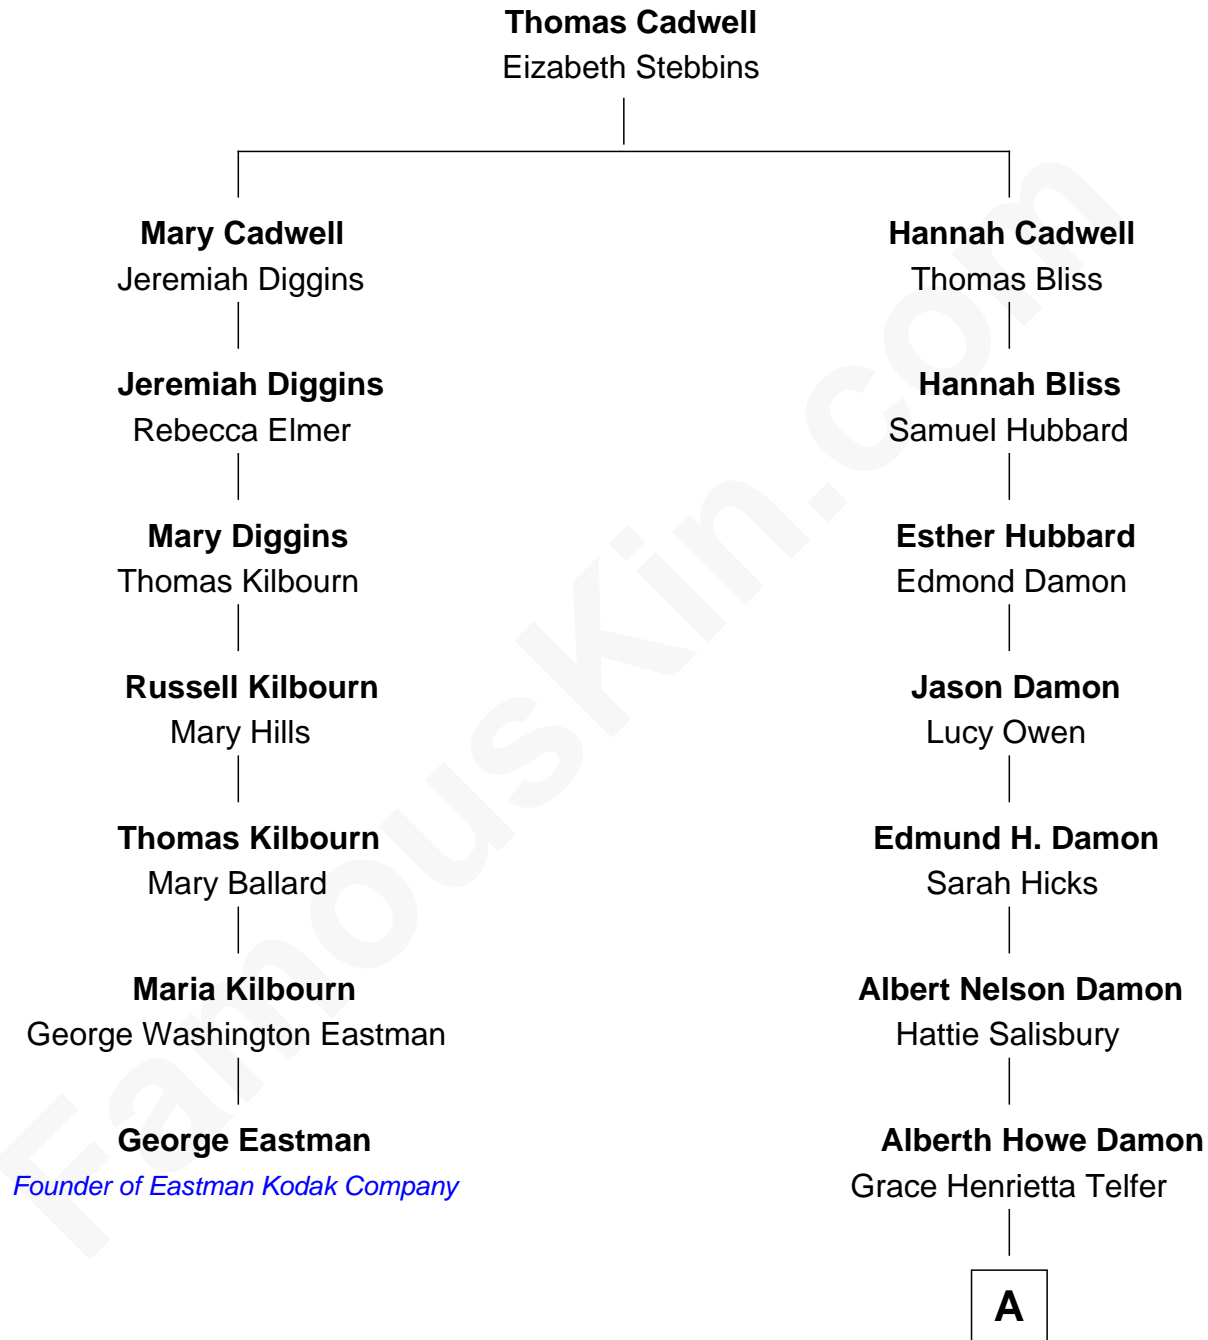 Thomas Cadwell
Eizabeth Stebbins
Mary Cadwell
Jeremiah Diggins
Hannah Cadwell
Thomas Bliss
Jeremiah Diggins
Rebecca Elmer
Hannah Bliss
Samuel Hubbard
Mary Diggins
Thomas Kilbourn
Esther Hubbard
Edmond Damon
Russell Kilbourn
Mary Hills
Jason Damon
Lucy Owen
Thomas Kilbourn
Mary Ballard
Edmund H. Damon
Sarah Hicks
Maria Kilbourn
George Washington Eastman
Albert Nelson Damon
Hattie Salisbury
George Eastman
Founder of Eastman Kodak Company
Alberth Howe Damon
Grace Henrietta Telfer
A
FamousKin.com